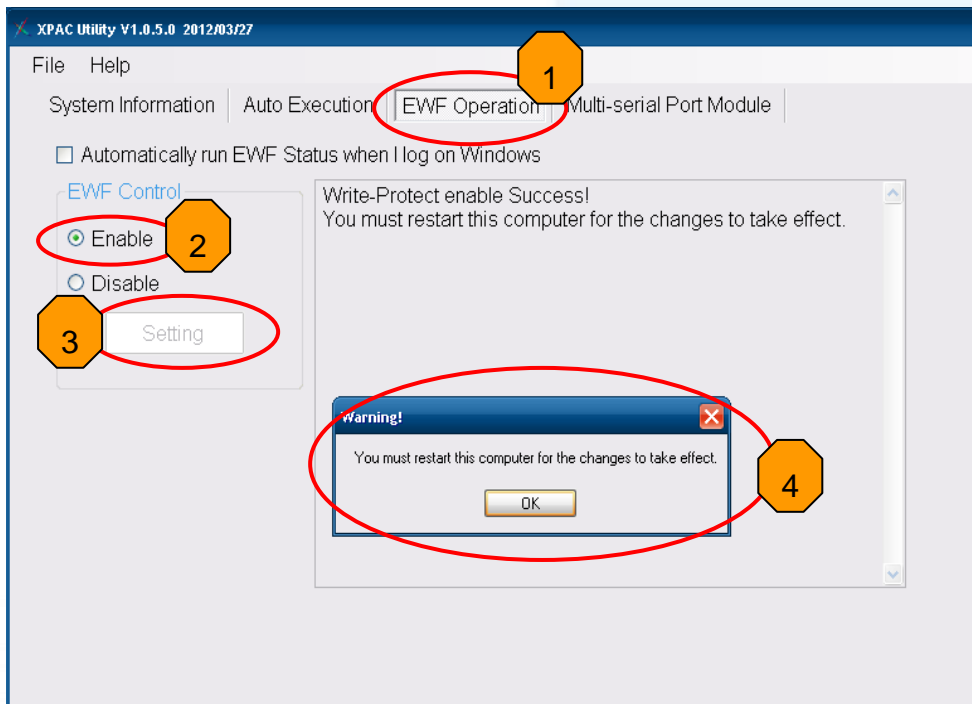 XPAC Utility V1.0.5.0 2012/03/27
File Help
1
System Information Auto Execution EWF Operation Multi-serial Port Module
Automatically run EWF Status when I log on Windows
EWF Control
Enable
2
Disable
3
Setting
Write-Protect enable Success!
You must restart this computer for the changes to take effect.
Warning!
You must restart this computer for the changes to take effect.
OK
4